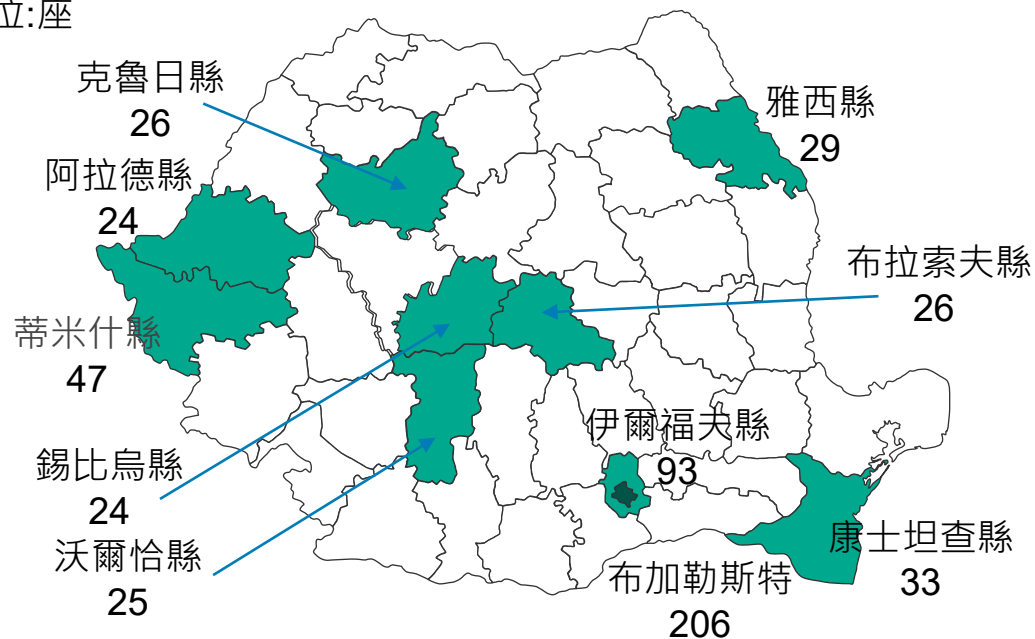 位:座
克魯日縣
26
雅西縣
29
阿拉德縣
24
布拉索夫縣
26
蒂米什縣
47
伊爾福夫縣
93
錫比烏縣
24
康士坦查縣
33
沃爾恰縣
25
布加勒斯特
206